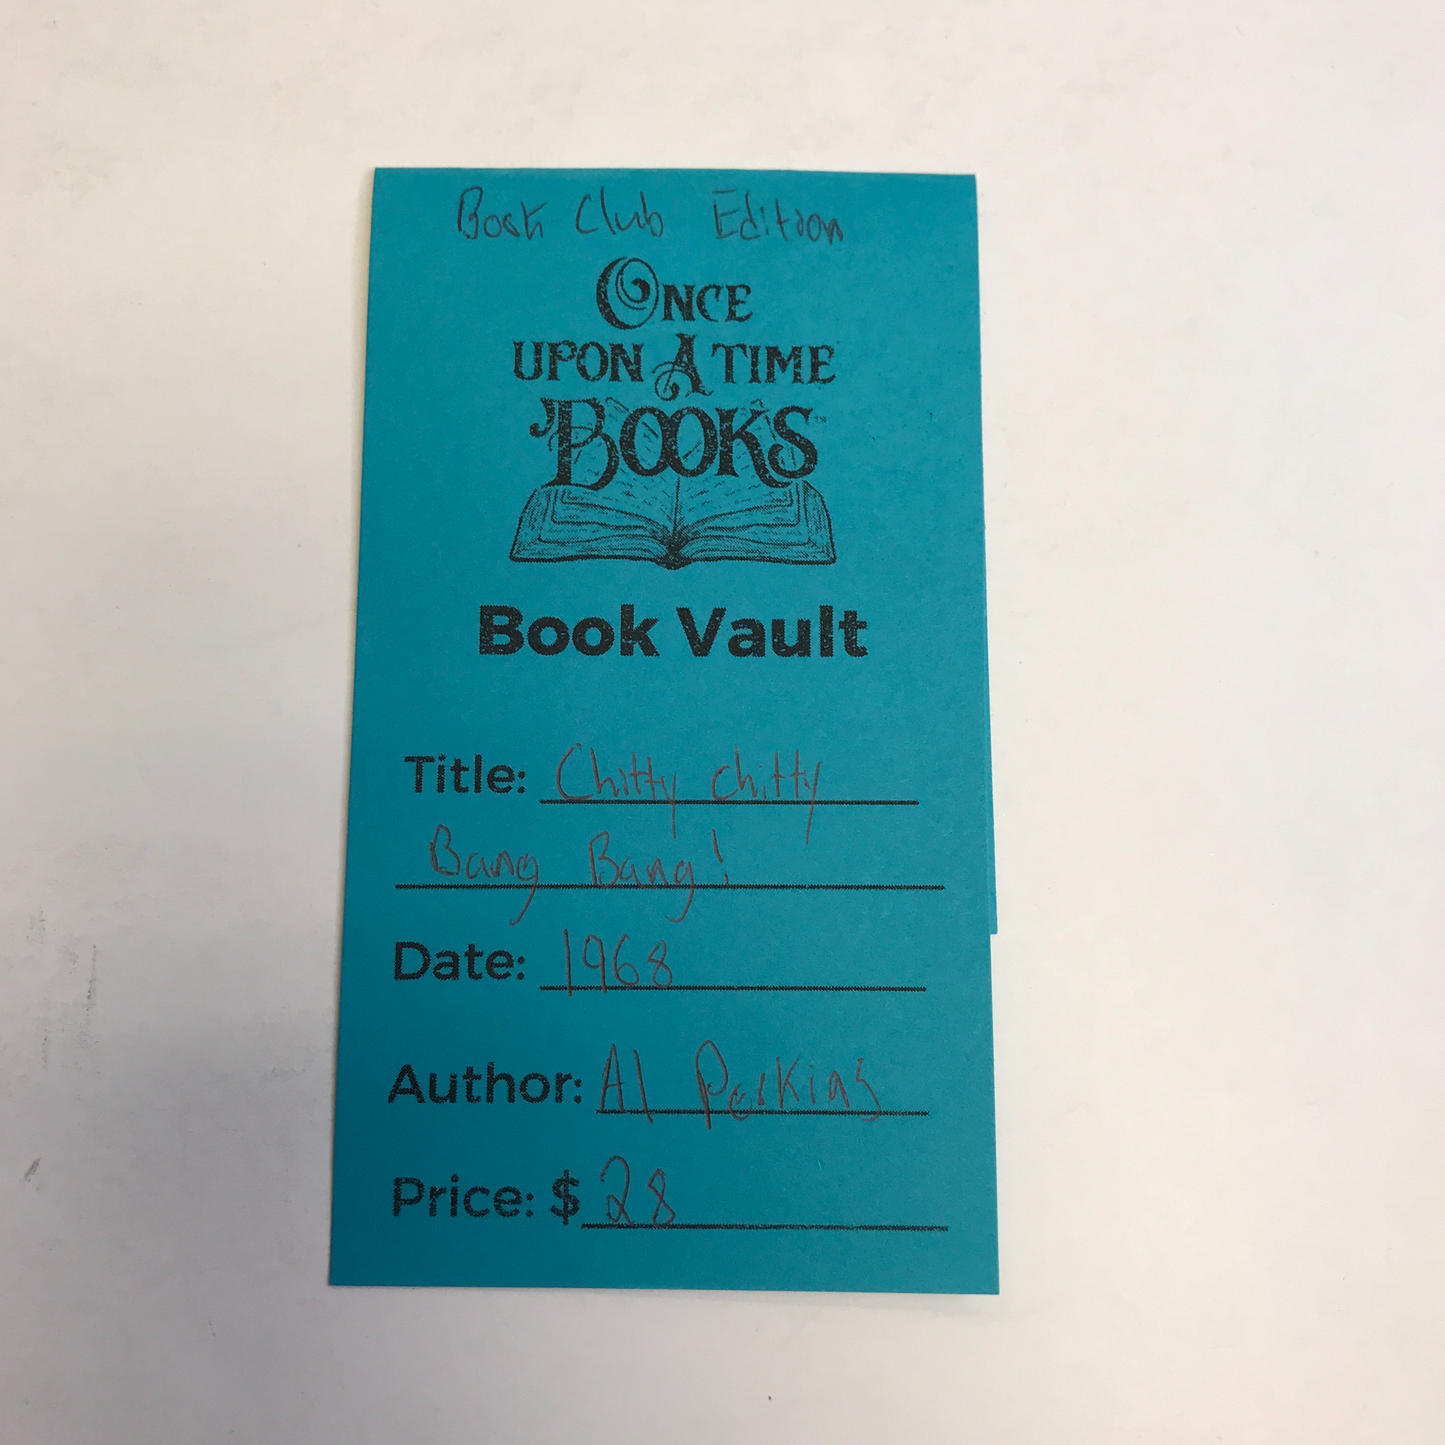 Book Club Edition
ONCE
UPON A TIME
BOOKS™
Book Vault
Title: Chitty chitty
Bang Bang!
Date: 1968
Author: Al Perkins
Price: $28